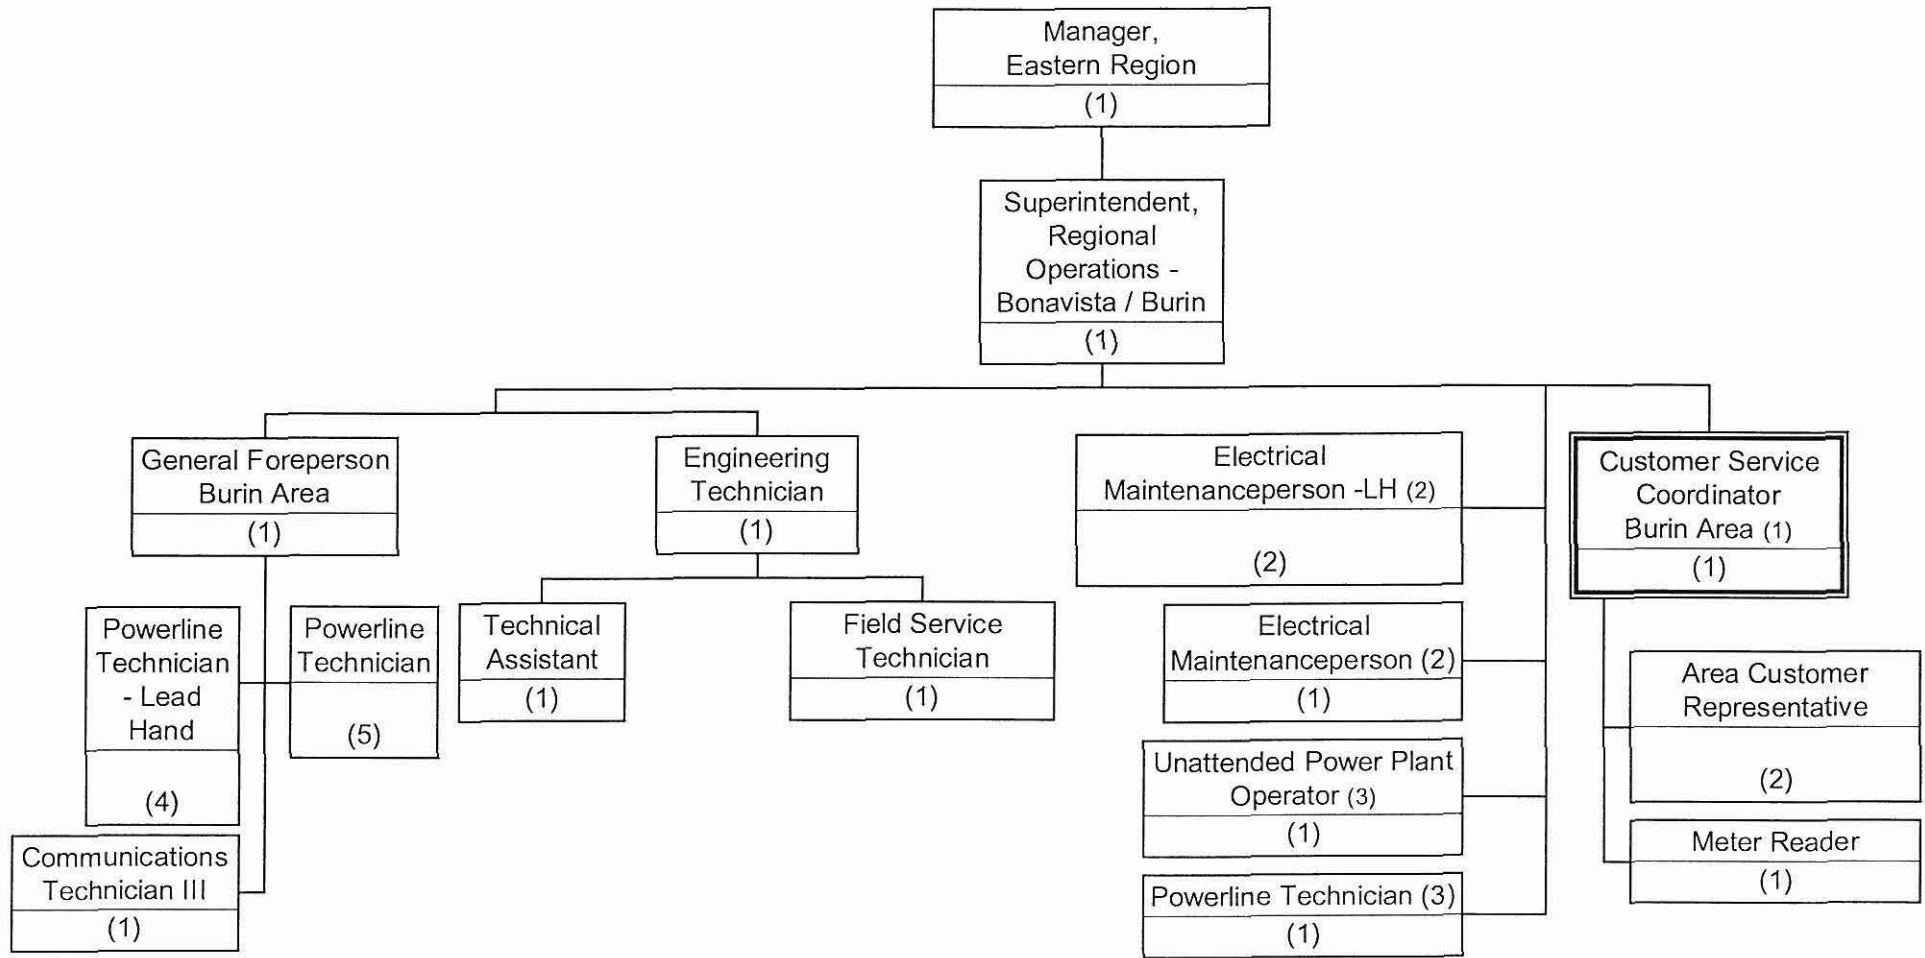 Manager,
Eastern Region
(1)
Superintendent,
Regional
Operations -
Bonavista / Burin
(1)
General Foreperson
Burin Area
(1)
Engineering
Technician
(1)
Electrical
Maintenanceperson -LH (2)
(2)
Customer Service
Coordinator
Burin Area (1)
(1)
Powerline
Technician
- Lead
Hand
(4)
Powerline
Technician
(5)
Technical
Assistant
(1)
Field Service
Technician
(1)
Electrical
Maintenanceperson (2)
(1)
Area Customer
Representative
(2)
Unattended Power Plant
Operator (3)
(1)
Meter Reader
(1)
Communications
Technician III
(1)
Powerline Technician (3)
(1)